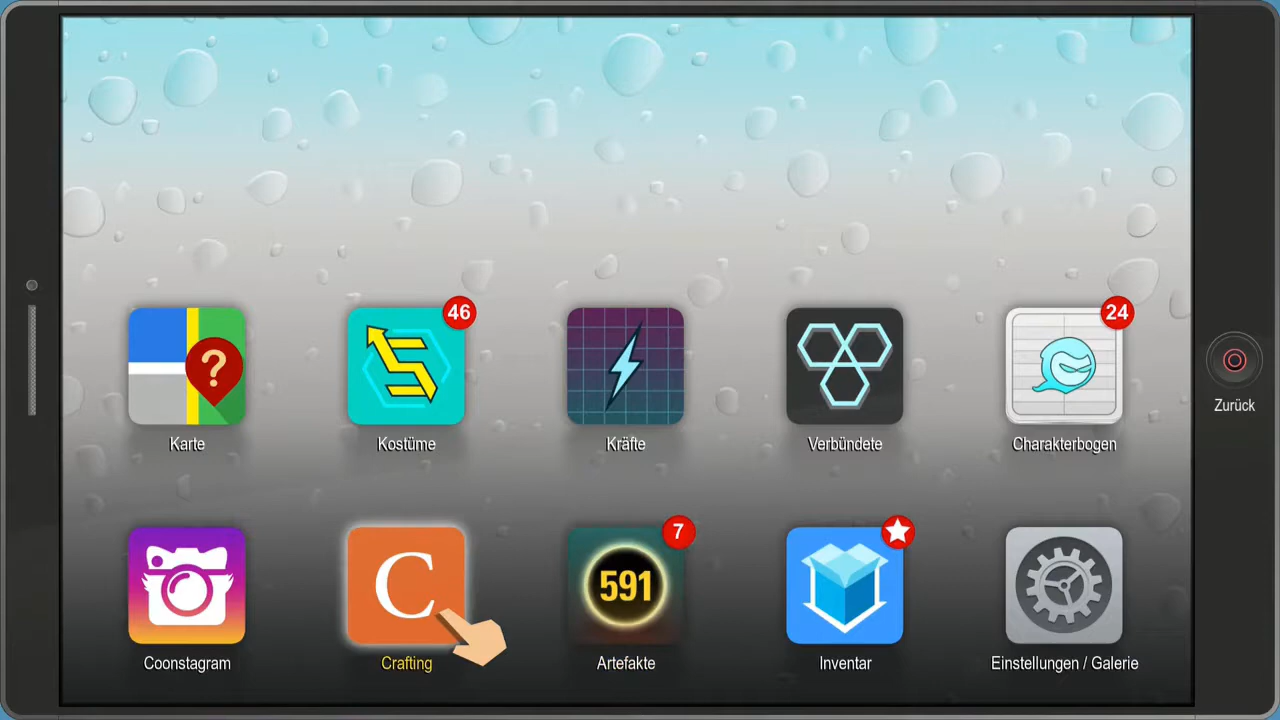 46
24
?
Karte
Kostüme
Kräfte
Verbündete
Charakterbogen
Zurück
7
C
591
Coonstagram
Crafting
Artefakte
Inventar
Einstellungen / Galerie